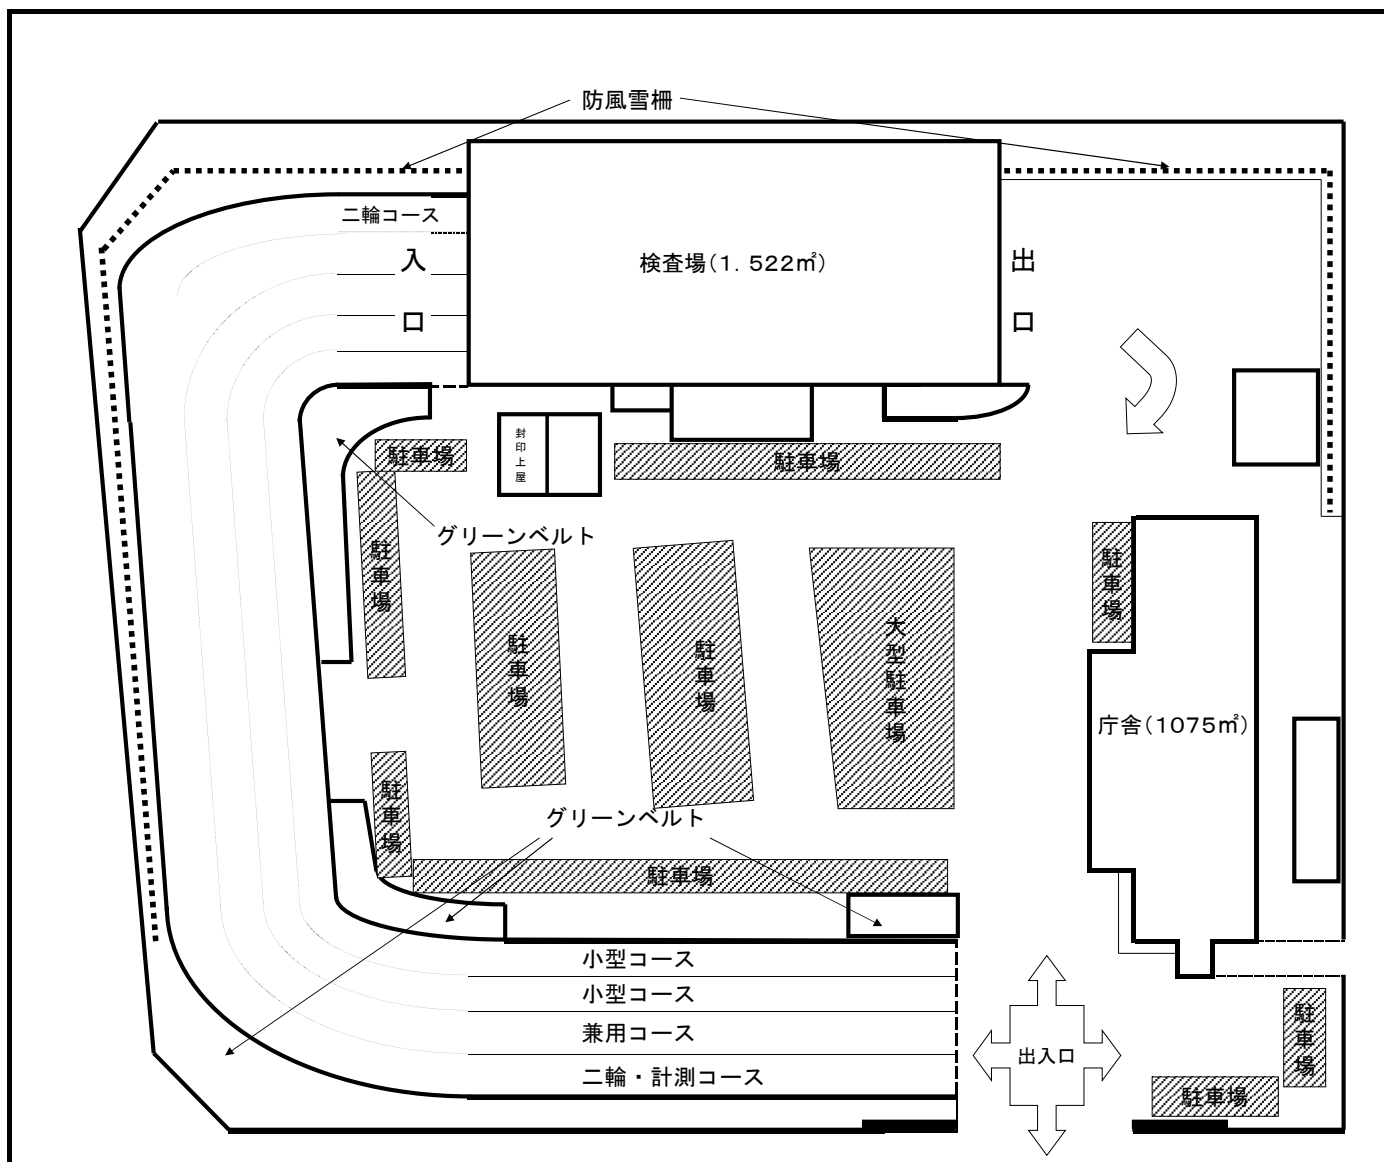 防風雪柵
二輪コース
入口
検査場(1.522㎡)
出口
封印上屋
駐車場
駐車場
グリーンベルト
駐車場
駐車場
駐車場
駐車場
大型駐車場
駐車場
庁舎(1075㎡)
駐車場
グリーンベルト
駐車場
小型コース
小型コース
兼用コース
二輪・計測コース
出入口
駐車場
駐車場